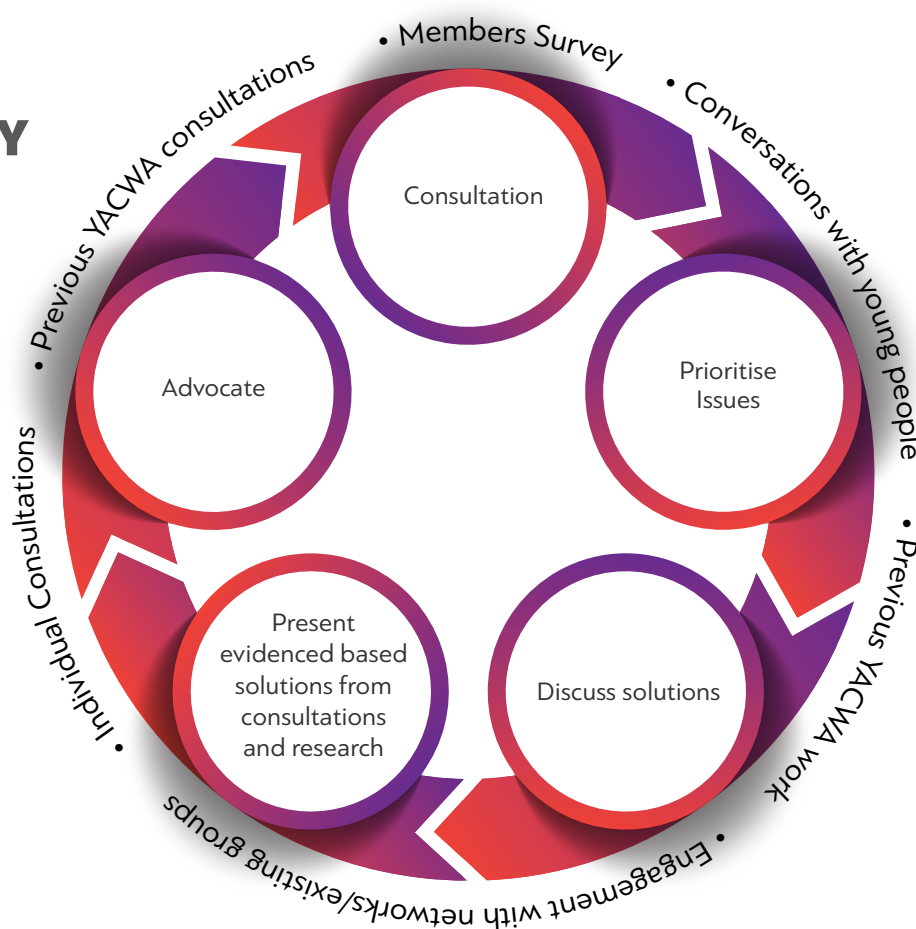 Y
• Members Survey
• Conversations with young people
• Previous YACWA work
• Engagement with networks/existing groups
• Individual Consultations
• Previous YACWA consultations
Consultation
Prioritise
Issues
Discuss solutions
Present
evidenced based
solutions from
consultations
and research
Advocate